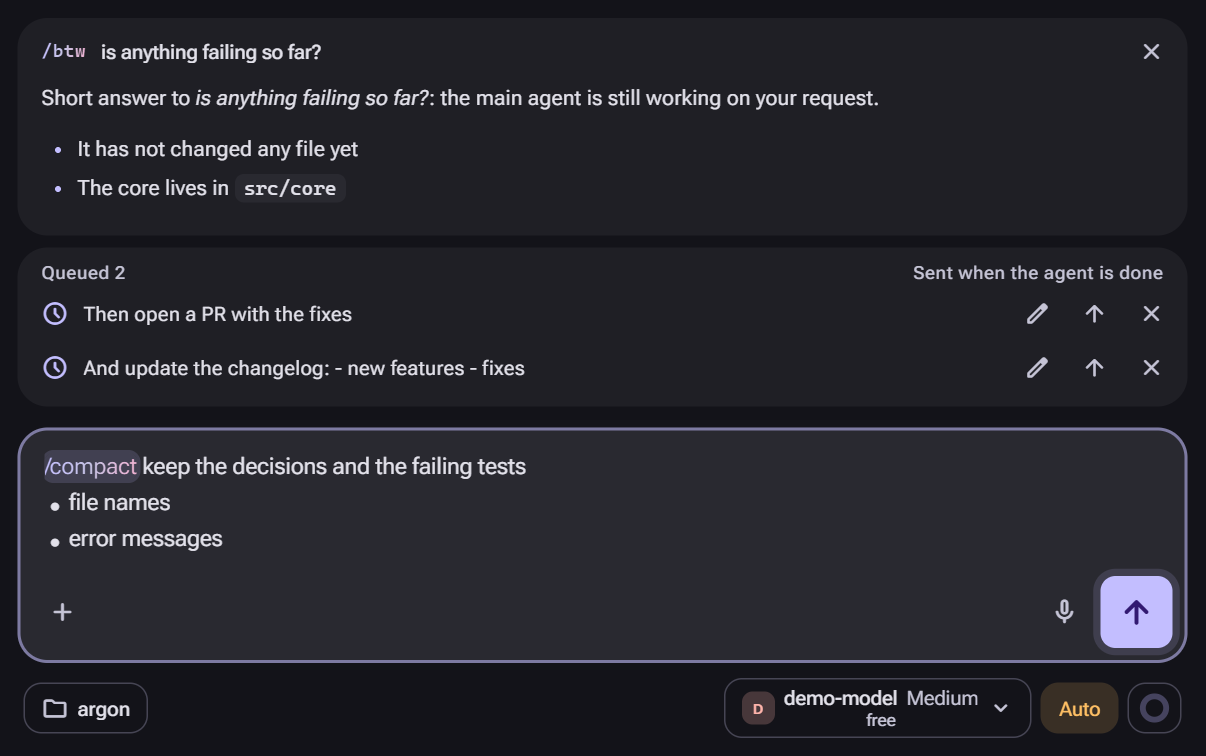 /btw is anything failing so far?
Short answer to is anything failing so far?: the main agent is still working on your request.
• It has not changed any file yet
• The core lives in src/core
Queued 2 Sent when the agent is done
Then open a PR with the fixes
And update the changelog: - new features - fixes
/compact keep the decisions and the failing tests
• file names
• error messages
argon
D demo-model Medium
free
Auto